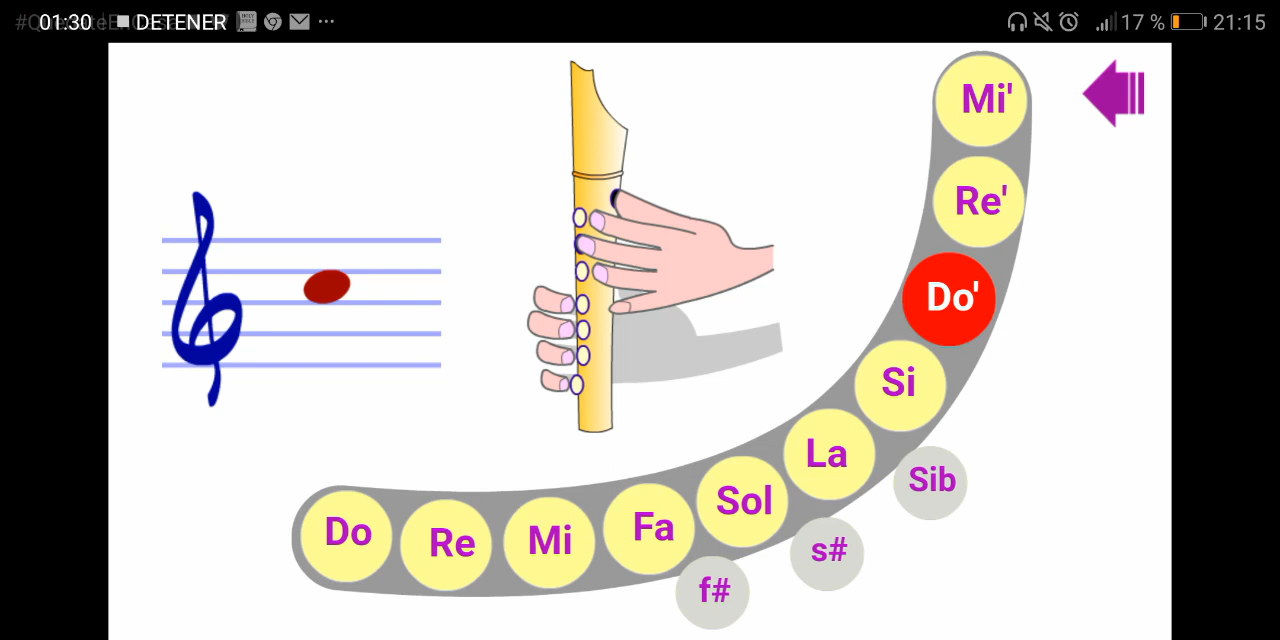 01:30 DETENER 17 % 21:15
Mi'
Re'
Do'
Si
La
Sib
Sol
s#
Fa
Mi
Re
Do
f#